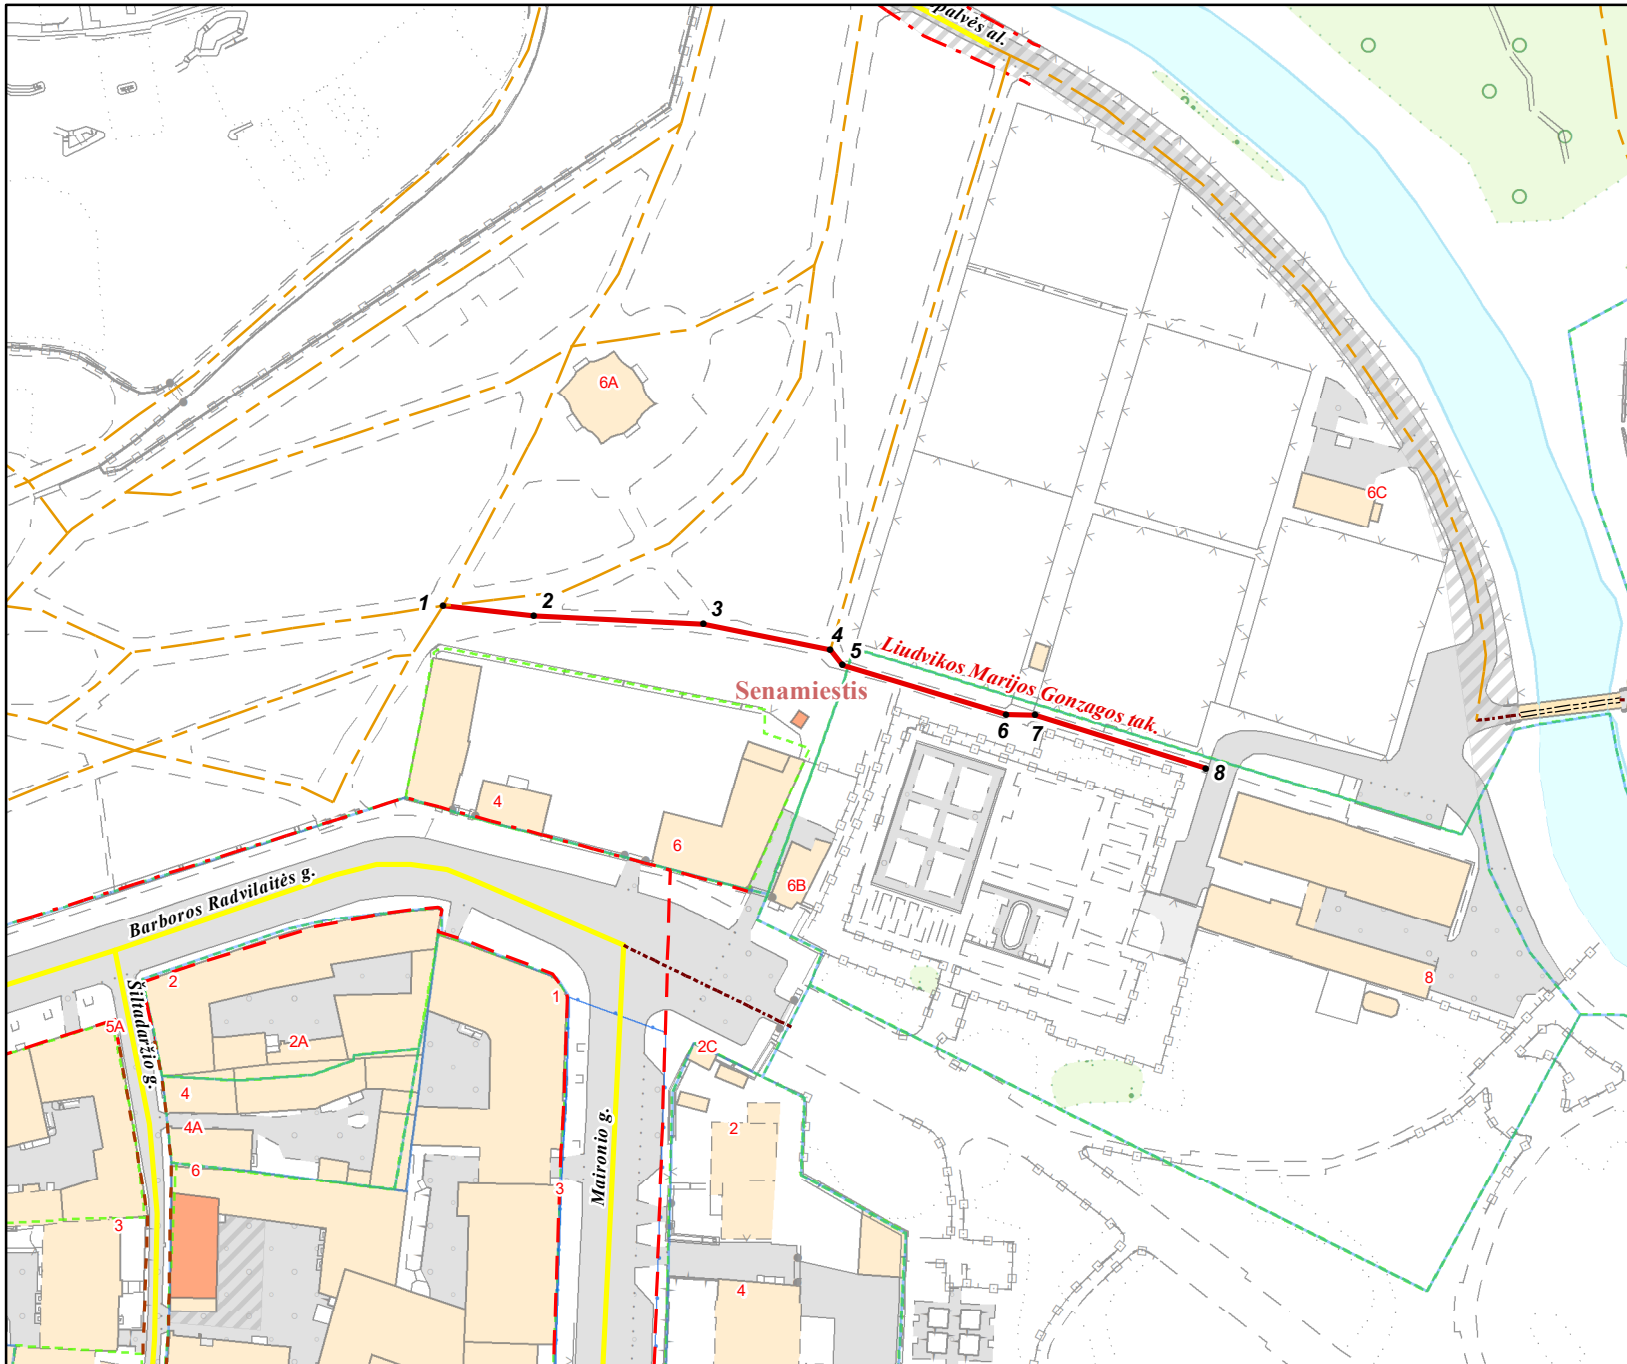 palvės al.
6A
6C
1
2
3
4
5
Liudvikos Marijos Gonzagos tak.
Senamiestis
6
7
8
4
6
6B
Barboros Radvilaitės g.
2
Šiltadaržio g.
5A
2A
1
2C
8
4
4A
6
3
3
Maironio g.
2
4